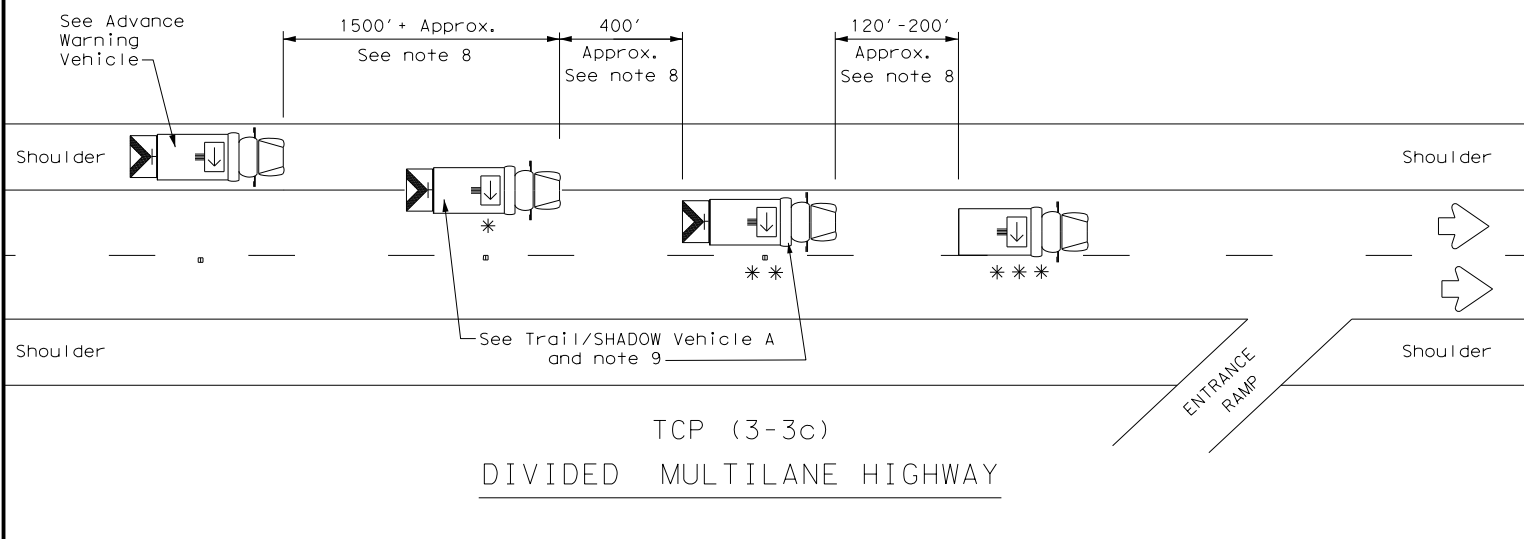 See Advance
Warning
Vehicle
1500'+ Approx.
See note 8
400'
Approx.
See note 8
120'-200'
Approx.
See note 8
Shoulder
Shoulder
*
* *
* * *
See Trail/SHADOW Vehicle A
and note 9
Shoulder
Shoulder
ENTRANCE
RAMP
TCP (3-3c)
DIVIDED MULTILANE HIGHWAY